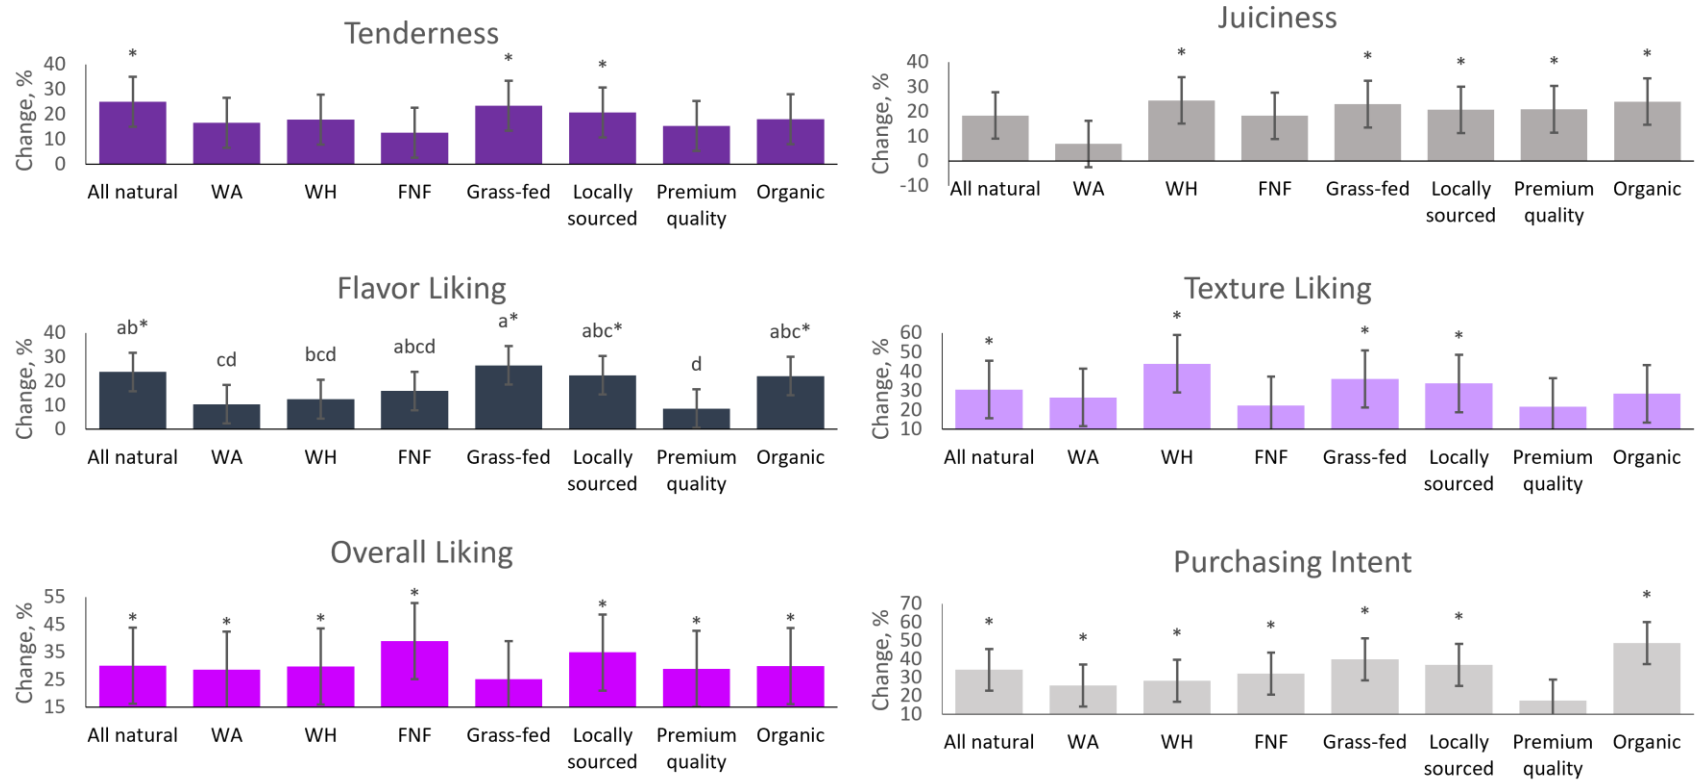 Tenderness
*
*
*
Change, %
40
30
20
10
0
All natural
WA
WH
FNF
Grass-fed
Locally
sourced
Premium
quality
Organic
Juiciness
*
*
*
*
*
Change, %
40
30
20
10
0
-10
All natural
WA
WH
FNF
Grass-fed
Locally
sourced
Premium
quality
Organic
Flavor Liking
ab*
cd
bcd
abcd
a*
abc*
d
abc*
Change, %
40
30
20
10
0
All natural
WA
WH
FNF
Grass-fed
Locally
sourced
Premium
quality
Organic
Texture Liking
*
*
*
*
Change, %
60
50
40
30
20
10
All natural
WA
WH
FNF
Grass-fed
Locally
sourced
Premium
quality
Organic
Overall Liking
*
*
*
*
*
*
*
Change, %
55
45
35
25
15
All natural
WA
WH
FNF
Grass-fed
Locally
sourced
Premium
quality
Organic
Purchasing Intent
*
*
*
*
*
*
*
Change, %
70
60
50
40
30
20
10
All natural
WA
WH
FNF
Grass-fed
Locally
sourced
Premium
quality
Organic